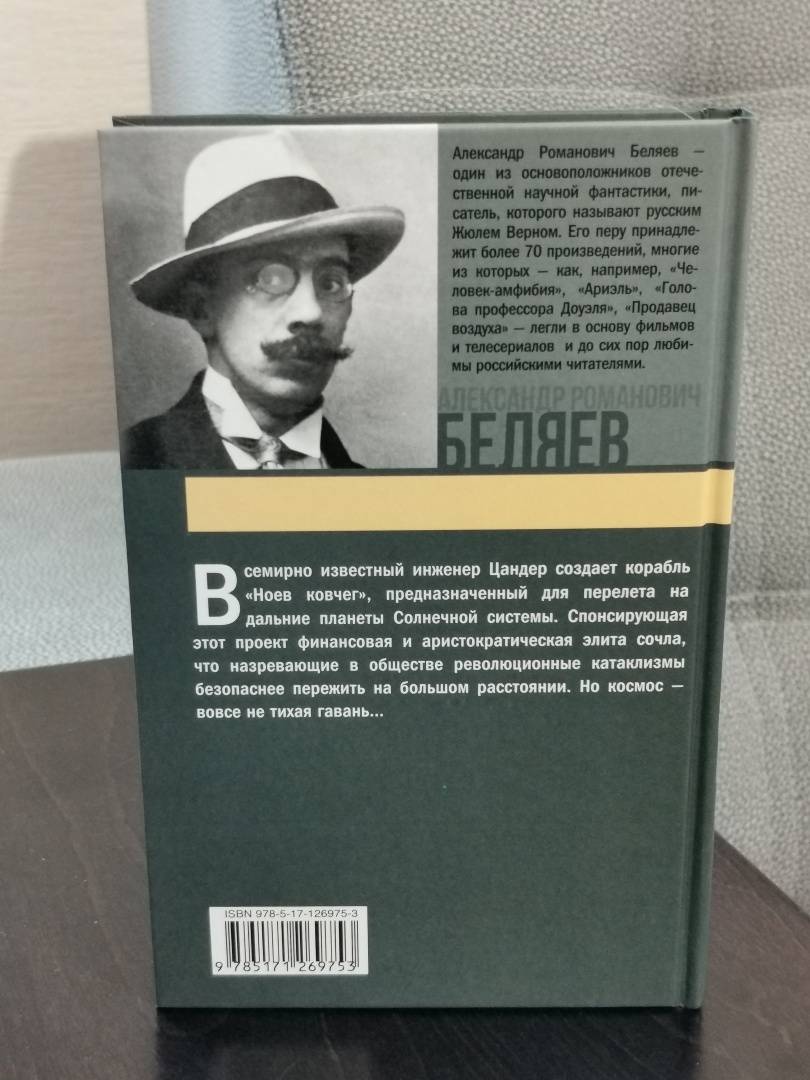 Александр Романович Беляев —
один из основоположников отече-
ственной научной фантастики, пи-
сатель, которого называют русским
Жюлем Верном. Его перу принадле-
жит более 70 произведений, многие
из которых — как, например, «Че-
ловек-амфибия», «Ариэль», «Голо-
ва профессора Доуэля», «Продавец
воздуха» — легли в основу фильмов
и телесериалов и до сих пор люби-
мы российскими читателями.
АЛЕКСАНДР РОМАНОВИЧ
БЕЛЯЕВ
Всемирно известный инженер Цандер создает корабль
«Ноев ковчег», предназначенный для перелета на
дальние планеты Солнечной системы. Спонсирующая
этот проект финансовая и аристократическая элита сочла,
что назревающие в обществе революционные катаклизмы
безопаснее пережить на большом расстоянии. Но космос —
вовсе не тихая гавань...
ISBN 978-5-17-126975-3
9 785171 269753